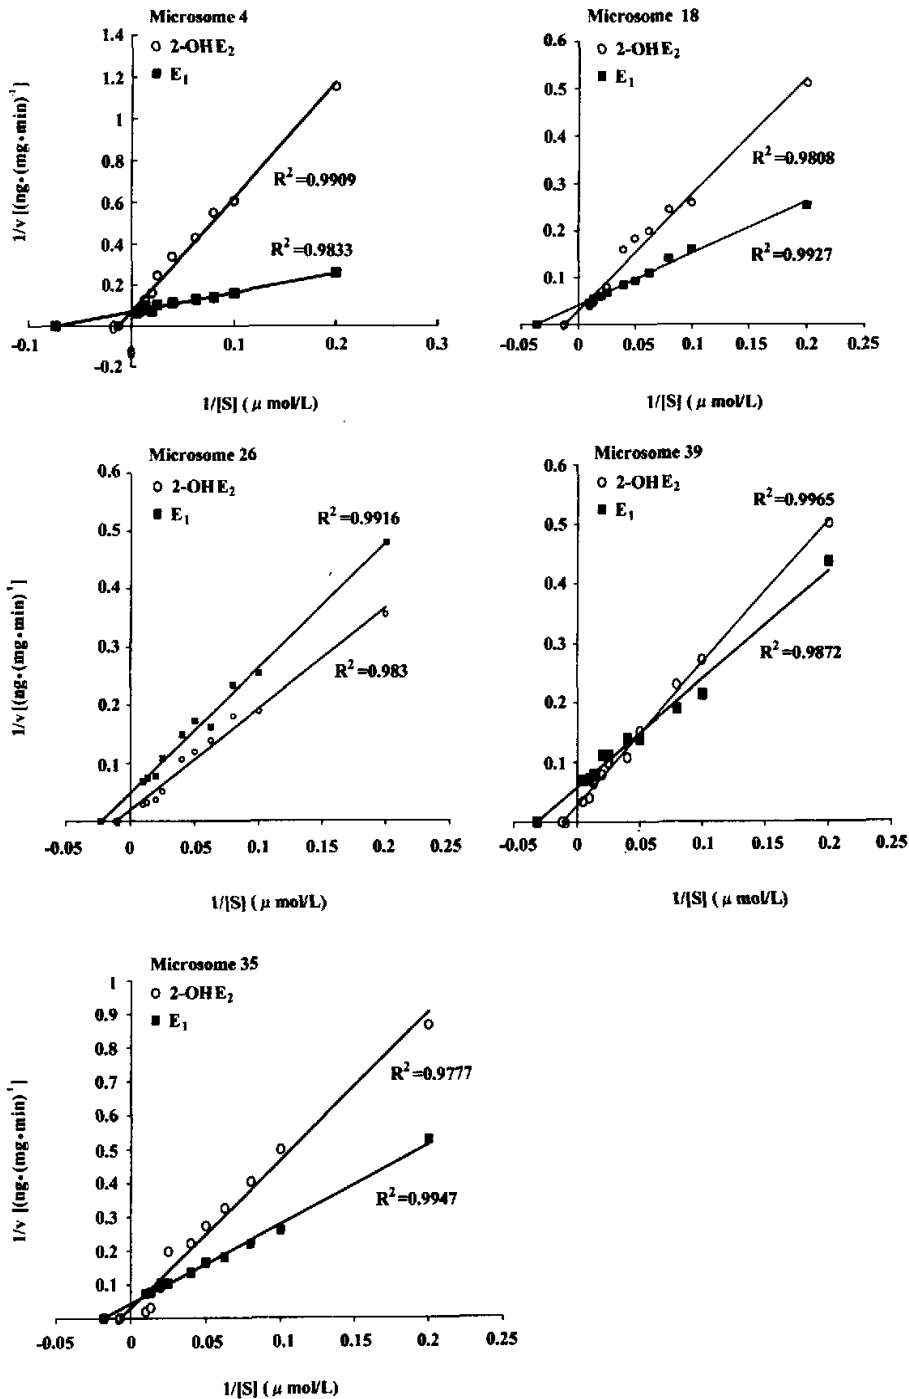 Microsome 4
2-OHE₂
E₁
1.4
1.2
1
0.8
0.6
0.4
0.2
0
-0.2
-0.1
0.1
0.2
0.3
R²=0.9909
R²=0.9833
1/v [(ng•(mg•min)⁻¹]
1/[S] ( μ mol/L)
Microsome 18
2-OHE₂
E₁
0.6
0.5
0.4
0.3
0.2
0.1
-0.05
0
0.05
0.1
0.15
0.2
0.25
R²=0.9808
R²=0.9927
1/[S] ( μ mol/L)
Microsome 26
2-OHE₂
E₁
0.6
0.5
0.4
0.3
0.2
0.1
-0.05
0
0.05
0.1
0.15
0.2
0.25
R²=0.9916
R²=0.983
1/v [(ng•(mg•min)⁻¹]
1/[S] ( μ mol/L)
Microsome 39
2-OHE₂
E₁
0.6
0.5
0.4
0.3
0.2
0.1
-0.05
0
0.05
0.1
0.15
0.2
0.25
R²=0.9965
R²=0.9872
1/[S] ( μ mol/L)
Microsome 35
2-OHE₂
E₁
1
0.9
0.8
0.7
0.6
0.5
0.4
0.3
0.2
0.1
-0.05
0
0.05
0.1
0.15
0.2
0.25
R²=0.9777
R²=0.9947
1/v [(ng•(mg•min)⁻¹]
1/[S] ( μ mol/L)